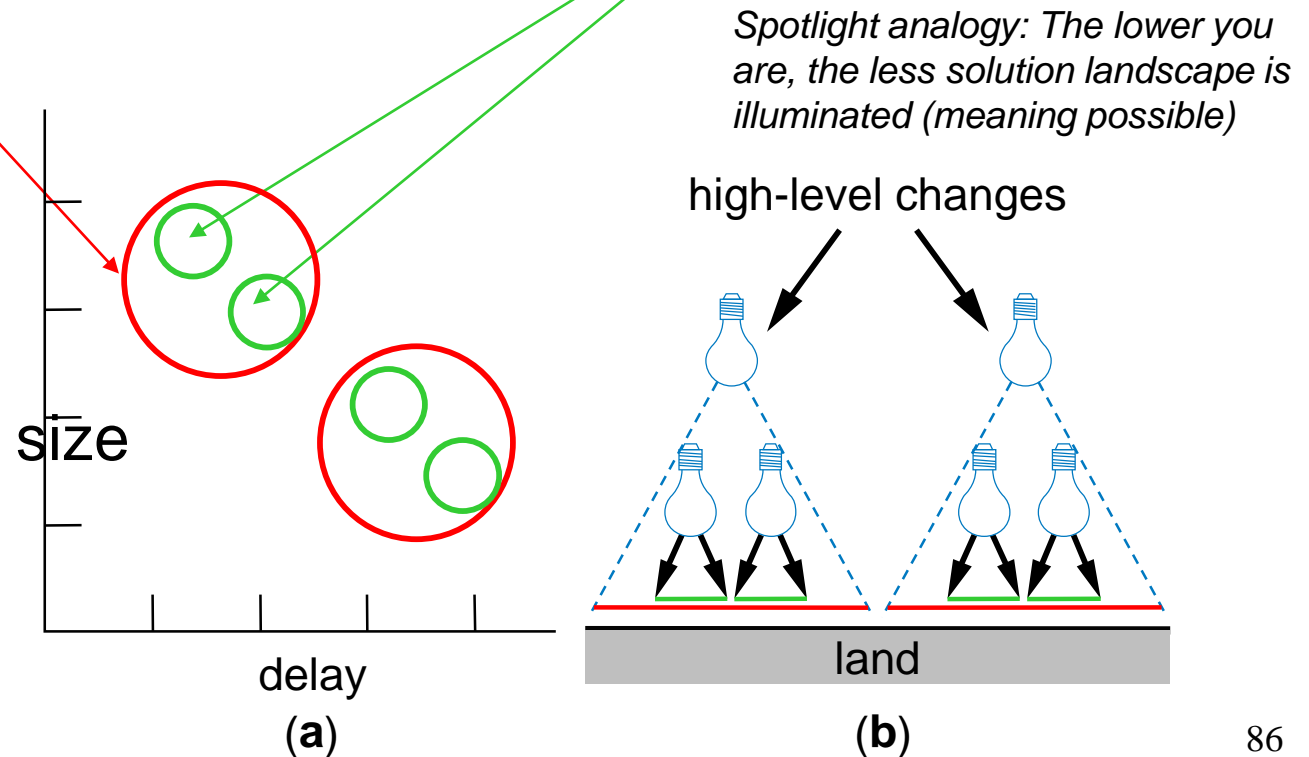 Spotlight analogy: The lower you
are, the less solution landscape is
illuminated (meaning possible)
high-level changes
size
land
delay
(a)
(b)
86